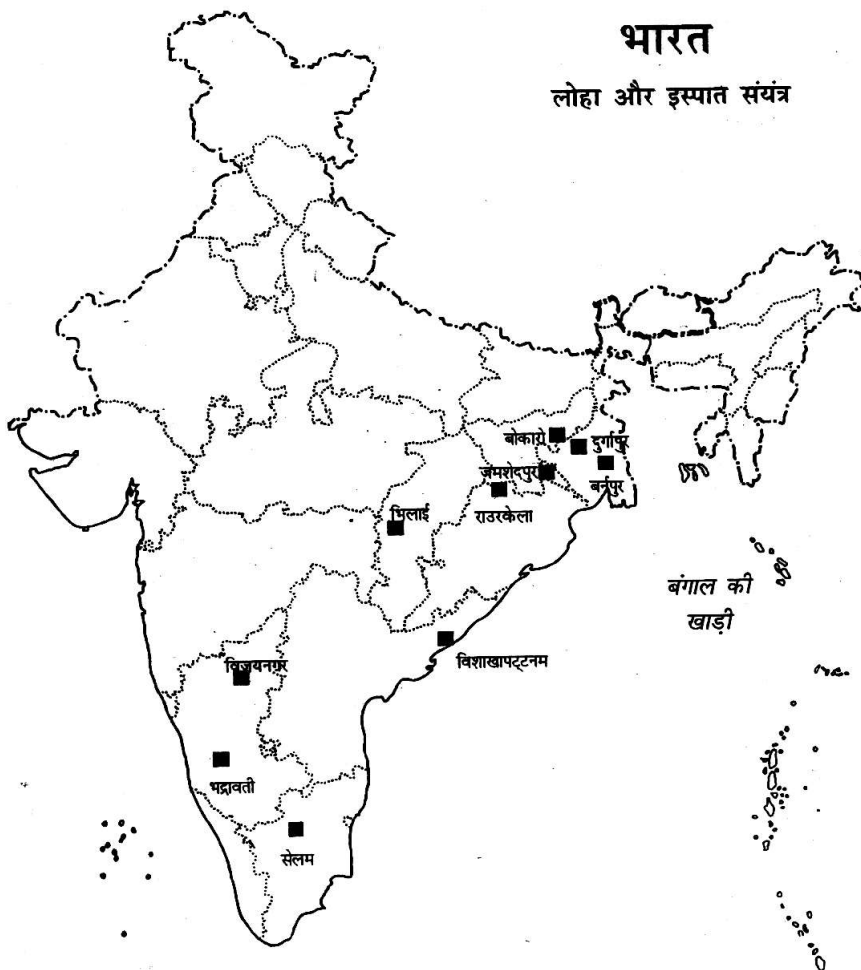 भारत
लोहा और इस्पात संयंत्र
बोकारो
दुर्गापुर
जमशेदपुर
बर्नपुर
राउरकेला
भिलाई
बंगाल की
खाड़ी
विशाखापट्टनम
विजयनगर
भद्रावती
सेलम